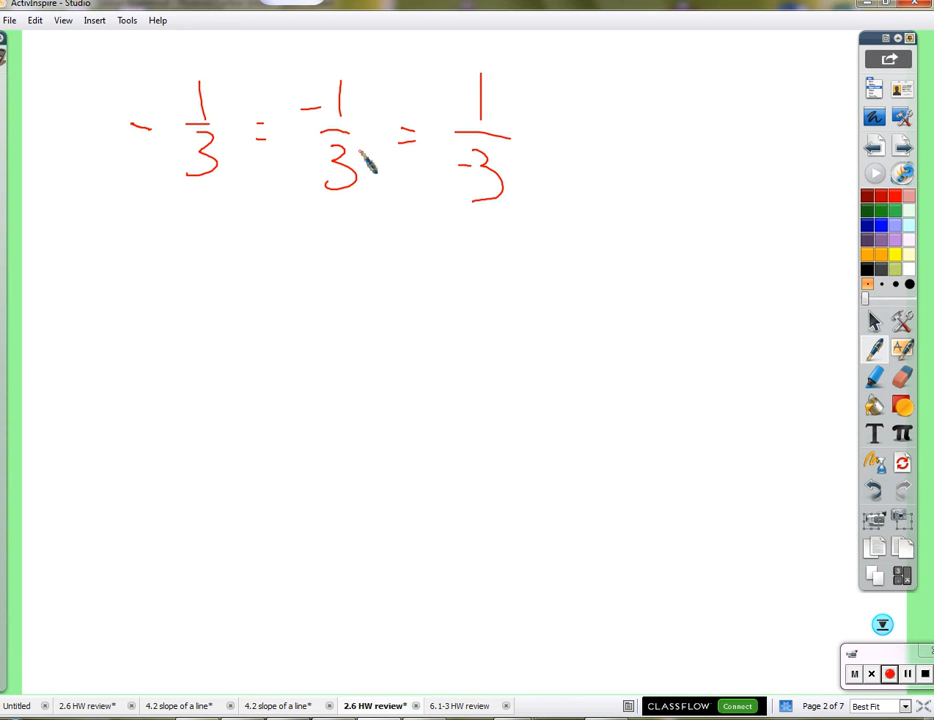 ActivInspire - Studio
File Edit View Insert Tools Help
- 1/3 = -1/3 = 1/-3
Untitled 2.6 HW review* 4.2 slope of a line* 4.2 slope of a line* 2.6 HW review* 6.1-3 HW review CLASSFLOW Connect Page 2 of 7 Best Fit
T π
M